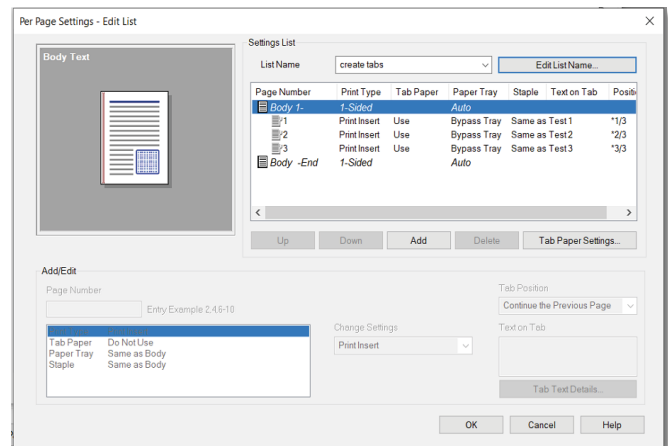 Per Page Settings - Edit List
Body Text
Settings List
List Name create tabs Edit List Name...
Page Number Print Type Tab Paper Paper Tray Staple Text on Tab Positi
Body 1- 1-Sided Auto
1 Print Insert Use Bypass Tray Same as Test1 *1/3
2 Print Insert Use Bypass Tray Same as Test2 *2/3
3 Print Insert Use Bypass Tray Same as Test3 *3/3
Body -End 1-Sided Auto
Up Down Add Delete Tab Paper Settings...
Add/Edit
Page Number
Entry Example 2,4,6-10
Tab Paper Do Not Use
Paper Tray Same as Body
Staple Same as Body
Change Settings
Print Insert
Tab Position
Continue the Previous Page
Text on Tab
Tab Text Details...
OK Cancel Help